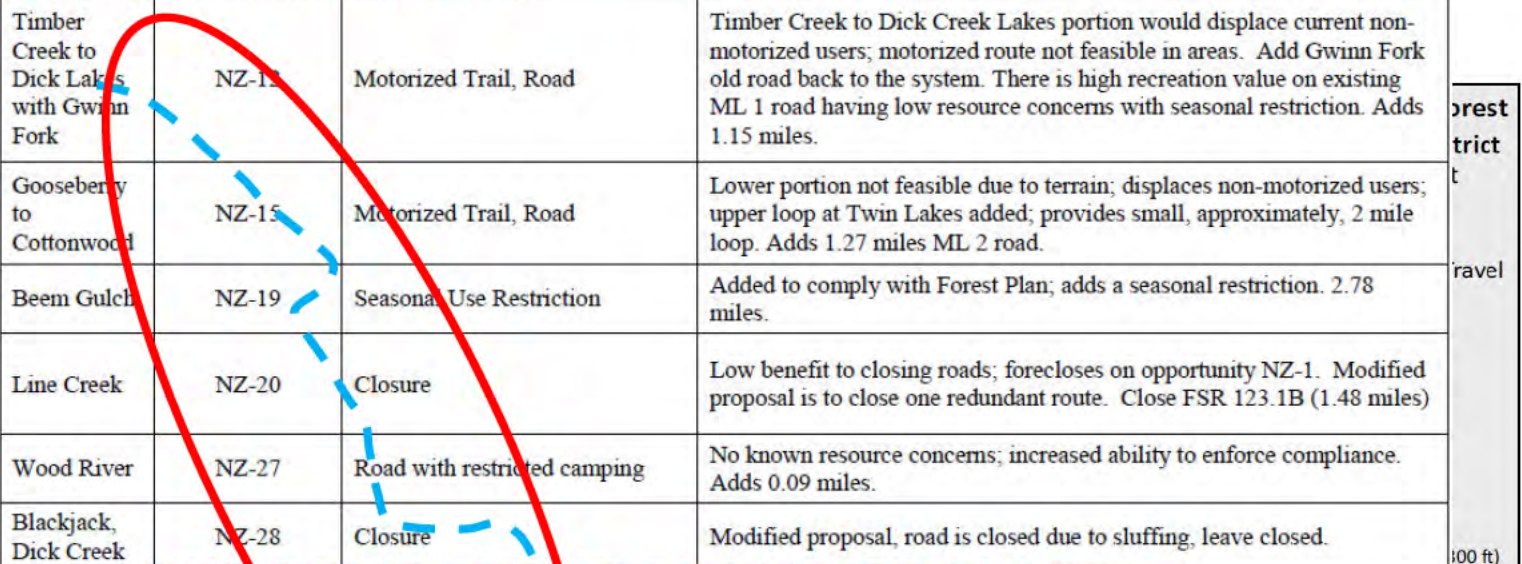 Timber
Creek to
Dick Lakes
with Gwinn
Fork
Motorized Trail, Road
Timber Creek to Dick Creek Lakes portion would displace current non-
motorized users; motorized route not feasible in areas. Add Gwinn Fork
old road back to the system. There is high recreation value on existing
ML 1 road having low resource concerns with seasonal restriction. Adds
1.15 miles.
Gooseberry
to
Cottonwood
NZ-15
Motorized Trail, Road
Lower portion not feasible due to terrain; displaces non-motorized users;
upper loop at Twin Lakes added; provides small, approximately, 2 mile
loop. Adds 1.27 miles ML 2 road.
Beem Gulch
NZ-19
Seasonal Use Restriction
Added to comply with Forest Plan; adds a seasonal restriction. 2.78
miles.
Line Creek
NZ-20
Closure
Low benefit to closing roads; forecloses on opportunity NZ-1. Modified
proposal is to close one redundant route. Close FSR 123.1B (1.48 miles)
Wood River
NZ-27
Road with restricted camping
No known resource concerns; increased ability to enforce compliance.
Adds 0.09 miles.
Blackjack,
Dick Creek
NZ-28
Closure
Modified proposal, road is closed due to sluffing, leave closed.
orest
trict
t
ravel
300 ft)